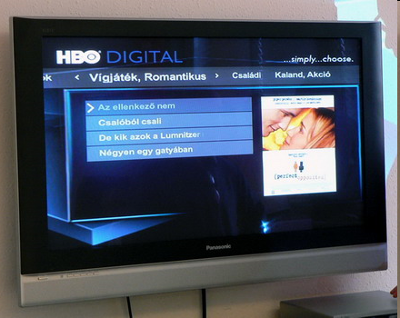 HBO DIGITAL
...simply...choose.
ok < Vígjáték, Romantikus > Családi Kaland, Akció
Az ellenkező nem
Csalóból csali
De kik azok a Lumnitzer
Négyen egy gatyában
Panasonic